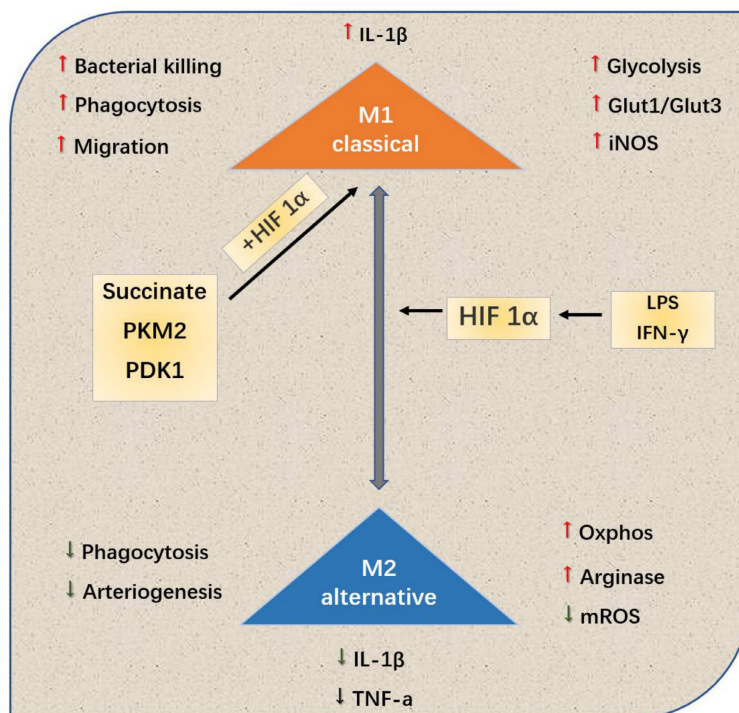 ↑ IL-1β
↑ Bacterial killing
↑ Phagocytosis
↑ Migration
M1
classical
↑ Glycolysis
↑ Glut1/Glut3
↑ iNOS
+HIF 1α
Succinate
PKM2
PDK1
HIF 1α
LPS
IFN-γ
↓ Phagocytosis
↓ Arteriogenesis
M2
alternative
↑ Oxphos
↑ Arginase
↓ mROS
↓ IL-1β
↓ TNF-a